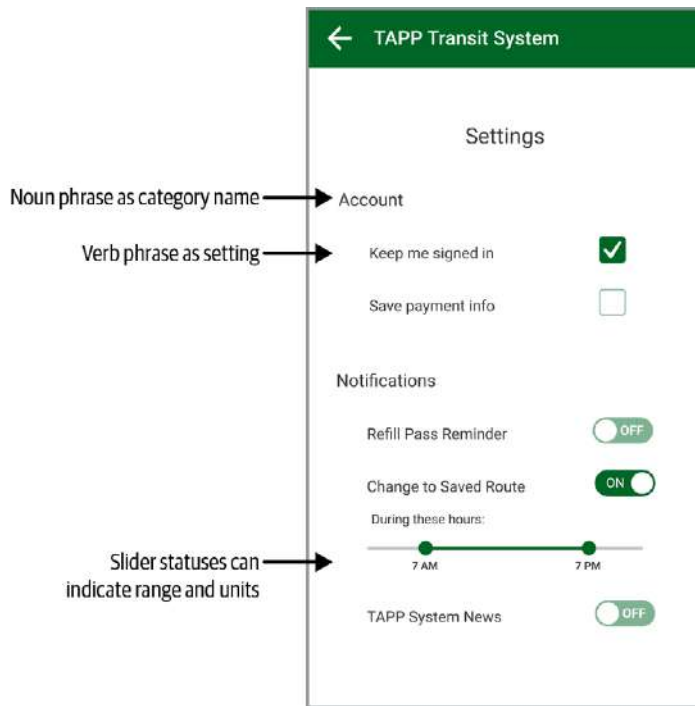 TAPP Transit System
Settings
Noun phrase as category name
Account
Verb phrase as setting
Keep me signed in
Save payment info
Notifications
Refill Pass Reminder
OFF
Change to Saved Route
ON
During these hours:
Slider statuses can
indicate range and units
7 AM
7 PM
TAPP System News
OFF